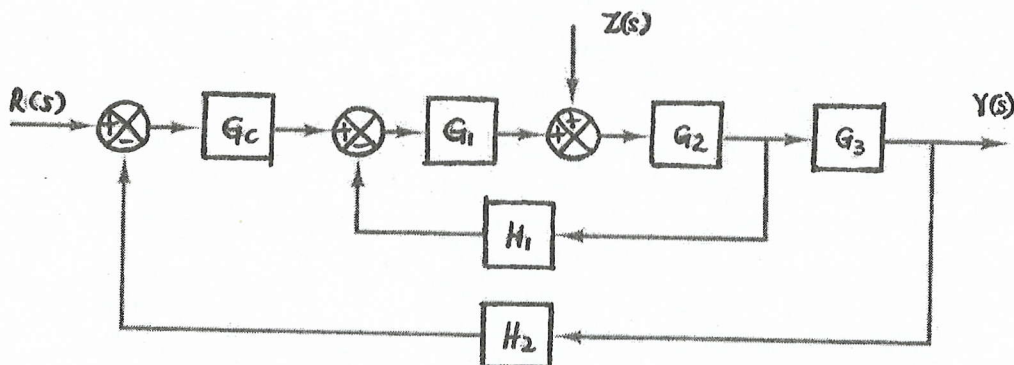 Z(s)
R(s)
Y(s)
+
-
Gc
+
-
G1
+
+
G2
G3
H1
H2